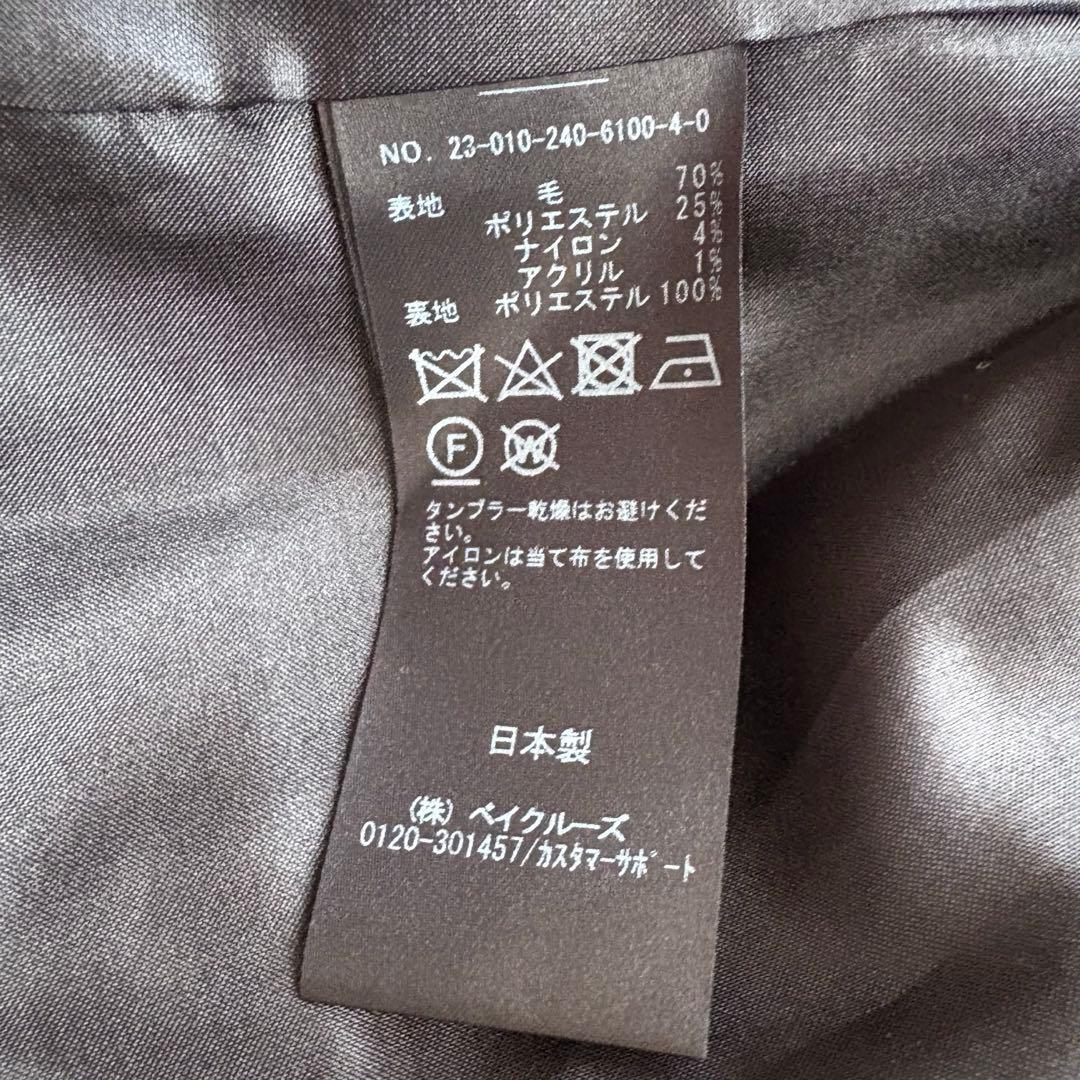 NO. 23-010-240-6100-4-0
表地 毛 70%
ポリエステル 25%
ナイロン 4%
アクリル 1%
裏地 ポリエステル 100%
F W
タンブラー乾燥はお避けくだ
さい。
アイロンは当て布を使用して
ください。
日本製
(株) ベイクルーズ
0120-301457/ｶｽﾀﾏｰｻﾎﾟｰﾄ